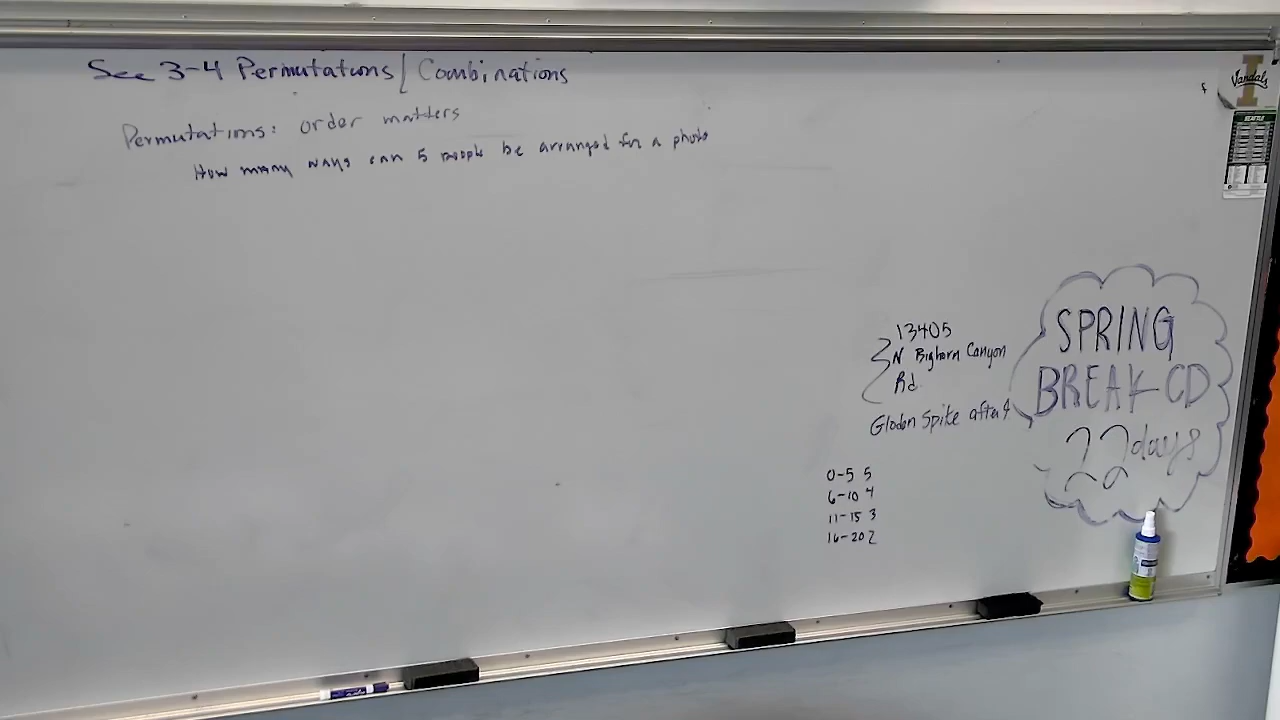 See 3-4 Permutations/Combinations
Permutations: order matters
How many ways can 5 people be arranged for a photo
Vandals
I
SEATTLE
13405
N Bighorn Canyon
Rd.
Glodon Spike after
SPRING
BREAK CD
22 days
0-5 5
6-10 4
11-15 3
16-20 2